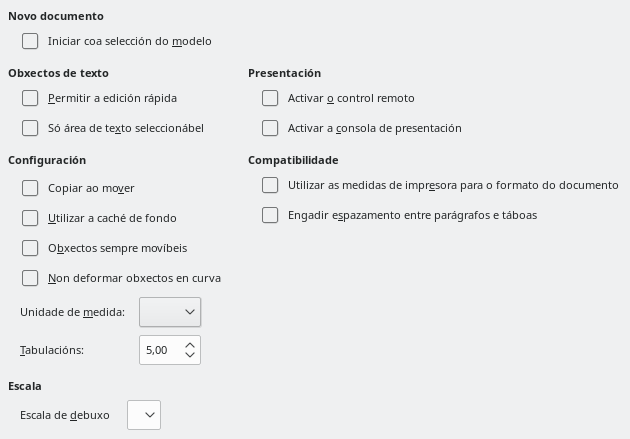 Novo documento
Iniciar coa selección do modelo
Obxectos de texto
Permitir a edición rápida
Só área de texto seleccionábel
Presentación
Activar o control remoto
Activar a consola de presentación
Configuración
Copiar ao mover
Utilizar a caché de fondo
Obxectos sempre movíbeis
Non deformar obxectos en curva
Unidade de medida:
Tabulacións:
5,00
Compatibilidade
Utilizar as medidas de impresora para o formato do documento
Engadir espazamento entre parágrafos e táboas
Escala
Escala de debuxo